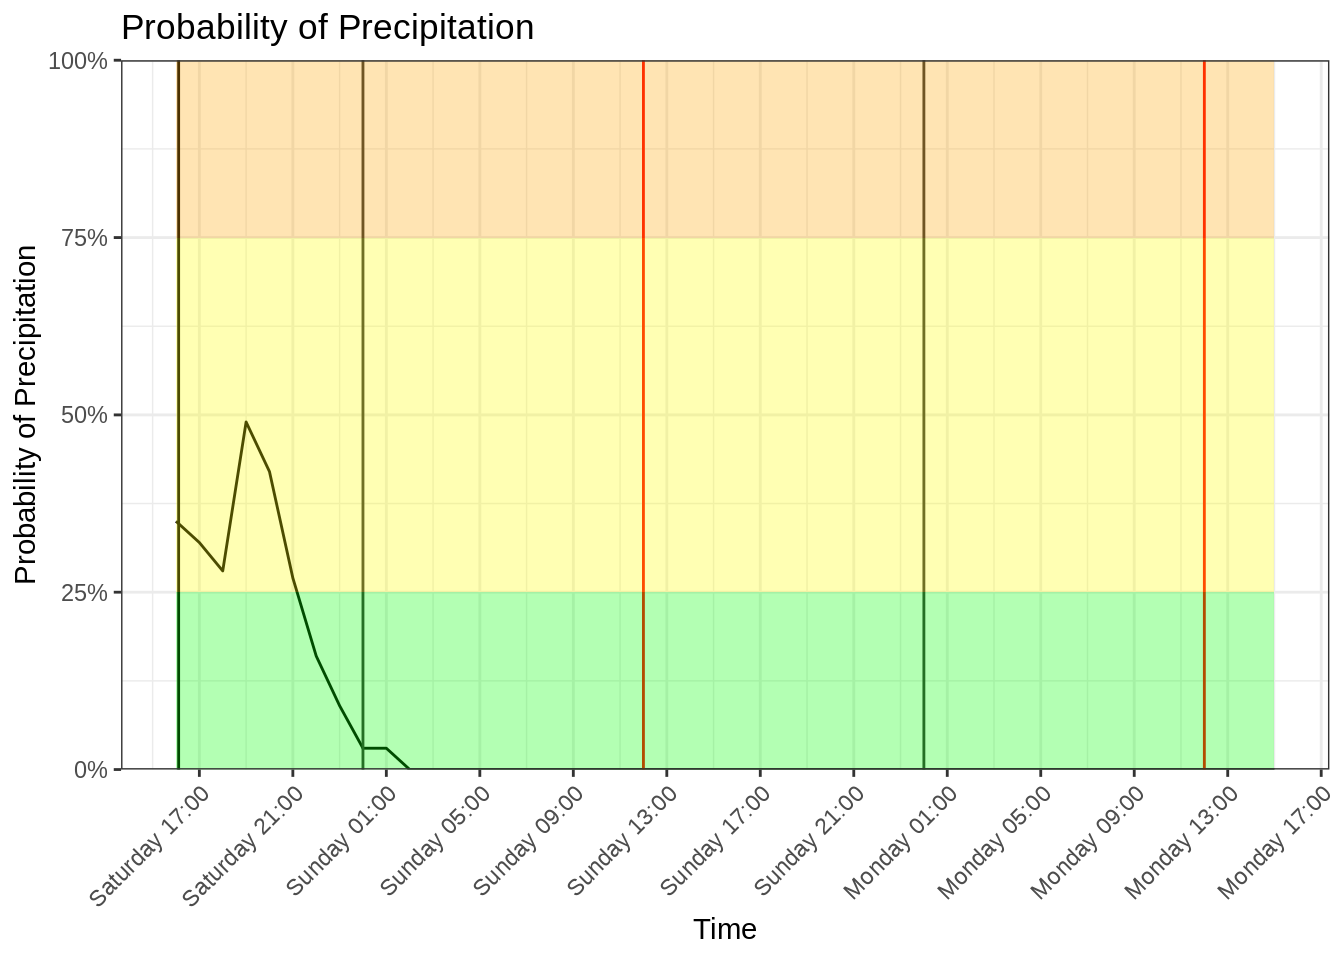 Probability of Precipitation
Probability of Precipitation
100%
75%
50%
25%
0%
Saturday 17:00
Saturday 21:00
Sunday 01:00
Sunday 05:00
Sunday 09:00
Sunday 13:00
Sunday 17:00
Sunday 21:00
Monday 01:00
Monday 05:00
Monday 09:00
Monday 13:00
Monday 17:00
Time